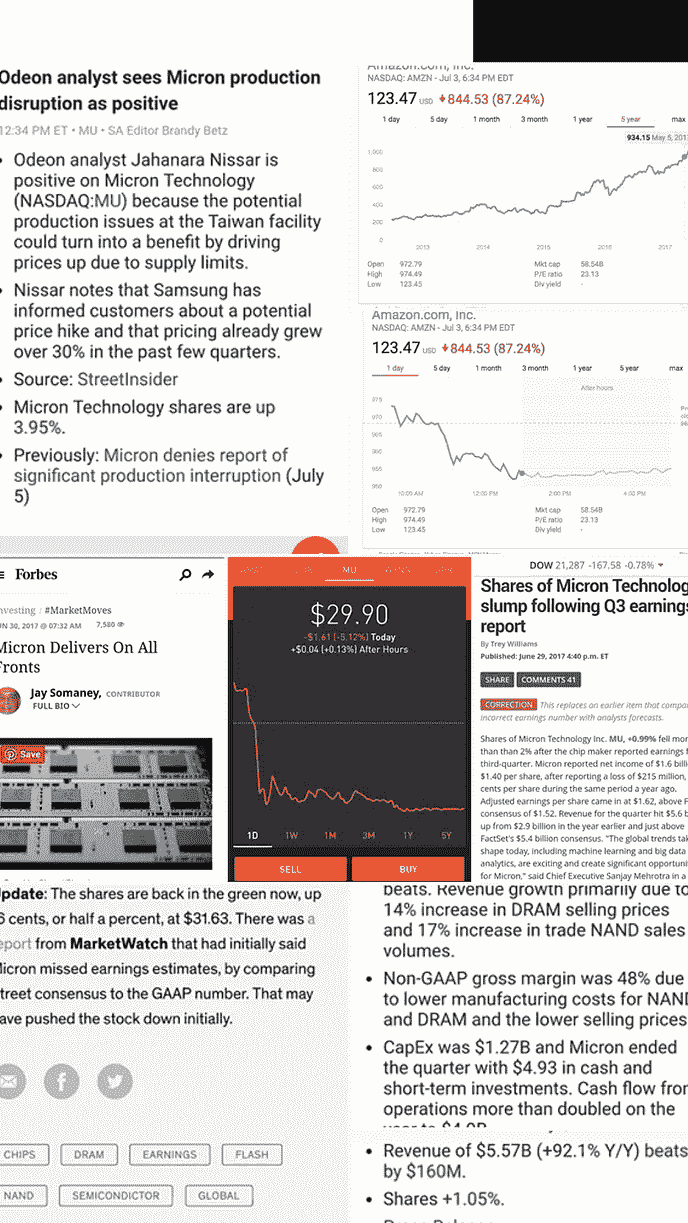 Odeon analyst sees Micron production
disruption as positive
12:34 PM ET • MU • SA Editor Brandy Betz
• Odeon analyst Jahanara Nissar is
positive on Micron Technology
(NASDAQ:MU) because the potential
production issues at the Taiwan facility
could turn into a benefit by driving
prices up due to supply limits.
• Nissar notes that Samsung has
informed customers about a potential
price hike and that pricing already grew
over 30% in the past few quarters.
• Source: StreetInsider
• Micron Technology shares are up
3.95%.
• Previously: Micron denies report of
significant production interruption (July
5)
Amazon.com, Inc.
NASDAQ: AMZN - Jul 3, 6:34 PM EDT
123.47 USD 844.53 (87.24%)
1 day 5 day 1 month 3 month 1 year 5 year max
934.15 May 5, 201
1,000
800
600
400
200
0
2013 2014 2015 2016 2017
Open 972.79 Mkt cap 58.54B
High 974.49 P/E ratio 23.13
Low 123.45 Div yield -
Amazon.com, Inc.
NASDAQ: AMZN - Jul 3, 6:34 PM EDT
123.47 USD 844.53 (87.24%)
1 day 5 day 1 month 3 month 1 year 5 year max
After hours
975
970
965
960
955
950
10:00 AM 12:00 PM 2:00 PM 4:00 PM
Open 972.79 Mkt cap 58.54B
High 974.49 P/E ratio 23.13
Low 123.45 Div yield -
Forbes
nvesting / #MarketMoves
UN 30, 2017 @ 07:32 AM 7,580
Micron Delivers On All
Fronts
Jay Somaney, CONTRIBUTOR
FULL BIO
Save
MU
$29.90
-$1.61 (-5.12%) Today
+$0.04 (+0.13%) After Hours
1D 1W 1M 3M 1Y 5Y
SELL BUY
DOW 21,287 -167.58 -0.78%
Shares of Micron Technolog
slump following Q3 earnings
report
By Trey Williams
Published: June 29, 2017 4:40 p.m. ET
SHARE COMMENTS 41
CORRECTION This replaces an earlier item that compa
incorrect earnings number with analysts forecasts.
Shares of Micron Technology Inc. MU, +0.99% fell mor
than than 2% after the chip maker reported earnings f
third-quarter. Micron reported net income of $1.6 billi
$1.40 per share, after reporting a loss of $215 million,
cents per share during the same period a year ago.
Adjusted earnings per share came in at $1.62, above F
consensus of $1.52. Revenue for the quarter hit $5.6 b
up from $2.9 billion in the year earlier and just above
FactSet's $5.4 billion consensus. "The global trends tak
shape today, including machine learning and big data
analytics, are exciting and create significant opportuni
for Micron," said Chief Executive Sanjay Mehrotra in a
Update: The shares are back in the green now, up
6 cents, or half a percent, at $31.63. There was a
eport from MarketWatch that had initially said
Micron missed earnings estimates, by comparing
treet consensus to the GAAP number. That may
ave pushed the stock down initially.
CHIPS DRAM EARNINGS FLASH
NAND SEMICONDUCTOR GLOBAL
beats. Revenue growth primarily due to
14% increase in DRAM selling prices
and 17% increase in trade NAND sales
volumes.
• Non-GAAP gross margin was 48% due
to lower manufacturing costs for NAND
and DRAM and the lower selling prices
• CapEx was $1.27B and Micron ended
the quarter with $4.93 in cash and
short-term investments. Cash flow from
operations more than doubled on the
• Revenue of $5.57B (+92.1% Y/Y) beats
by $160M.
• Shares +1.05%.